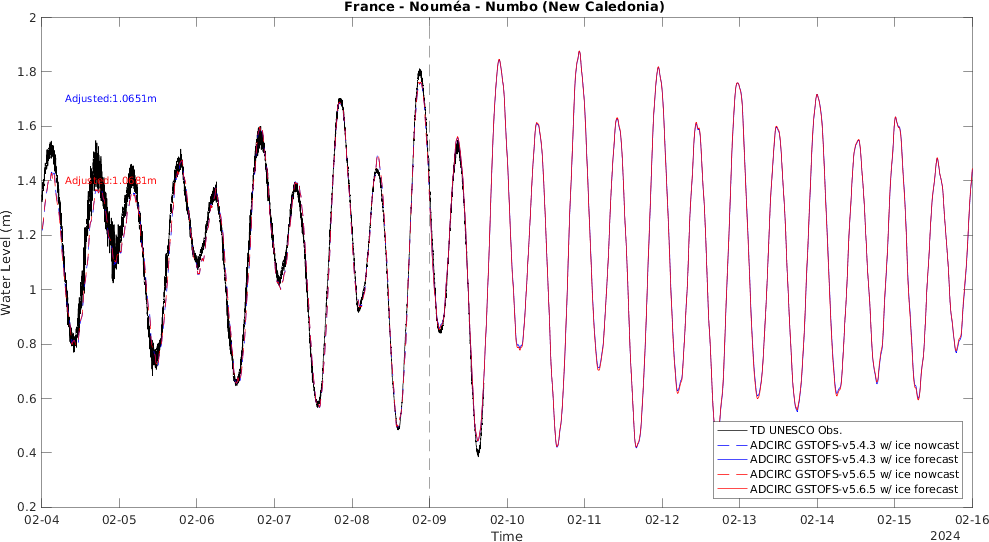 France - Nouméa - Numbo (New Caledonia)
2
1.8
1.6
1.4
1.2
1
0.8
0.6
0.4
0.2
Water Level (m)
Adjusted:1.0651m
TD UNESCO Obs.
ADCIRC GSTOFS-v5.4.3 w/ ice nowcast
ADCIRC GSTOFS-v5.4.3 w/ ice forecast
ADCIRC GSTOFS-v5.6.5 w/ ice nowcast
ADCIRC GSTOFS-v5.6.5 w/ ice forecast
02-04 02-05 02-06 02-07 02-08 02-09 02-10 02-11 02-12 02-13 02-14 02-15 02-16
Time
2024